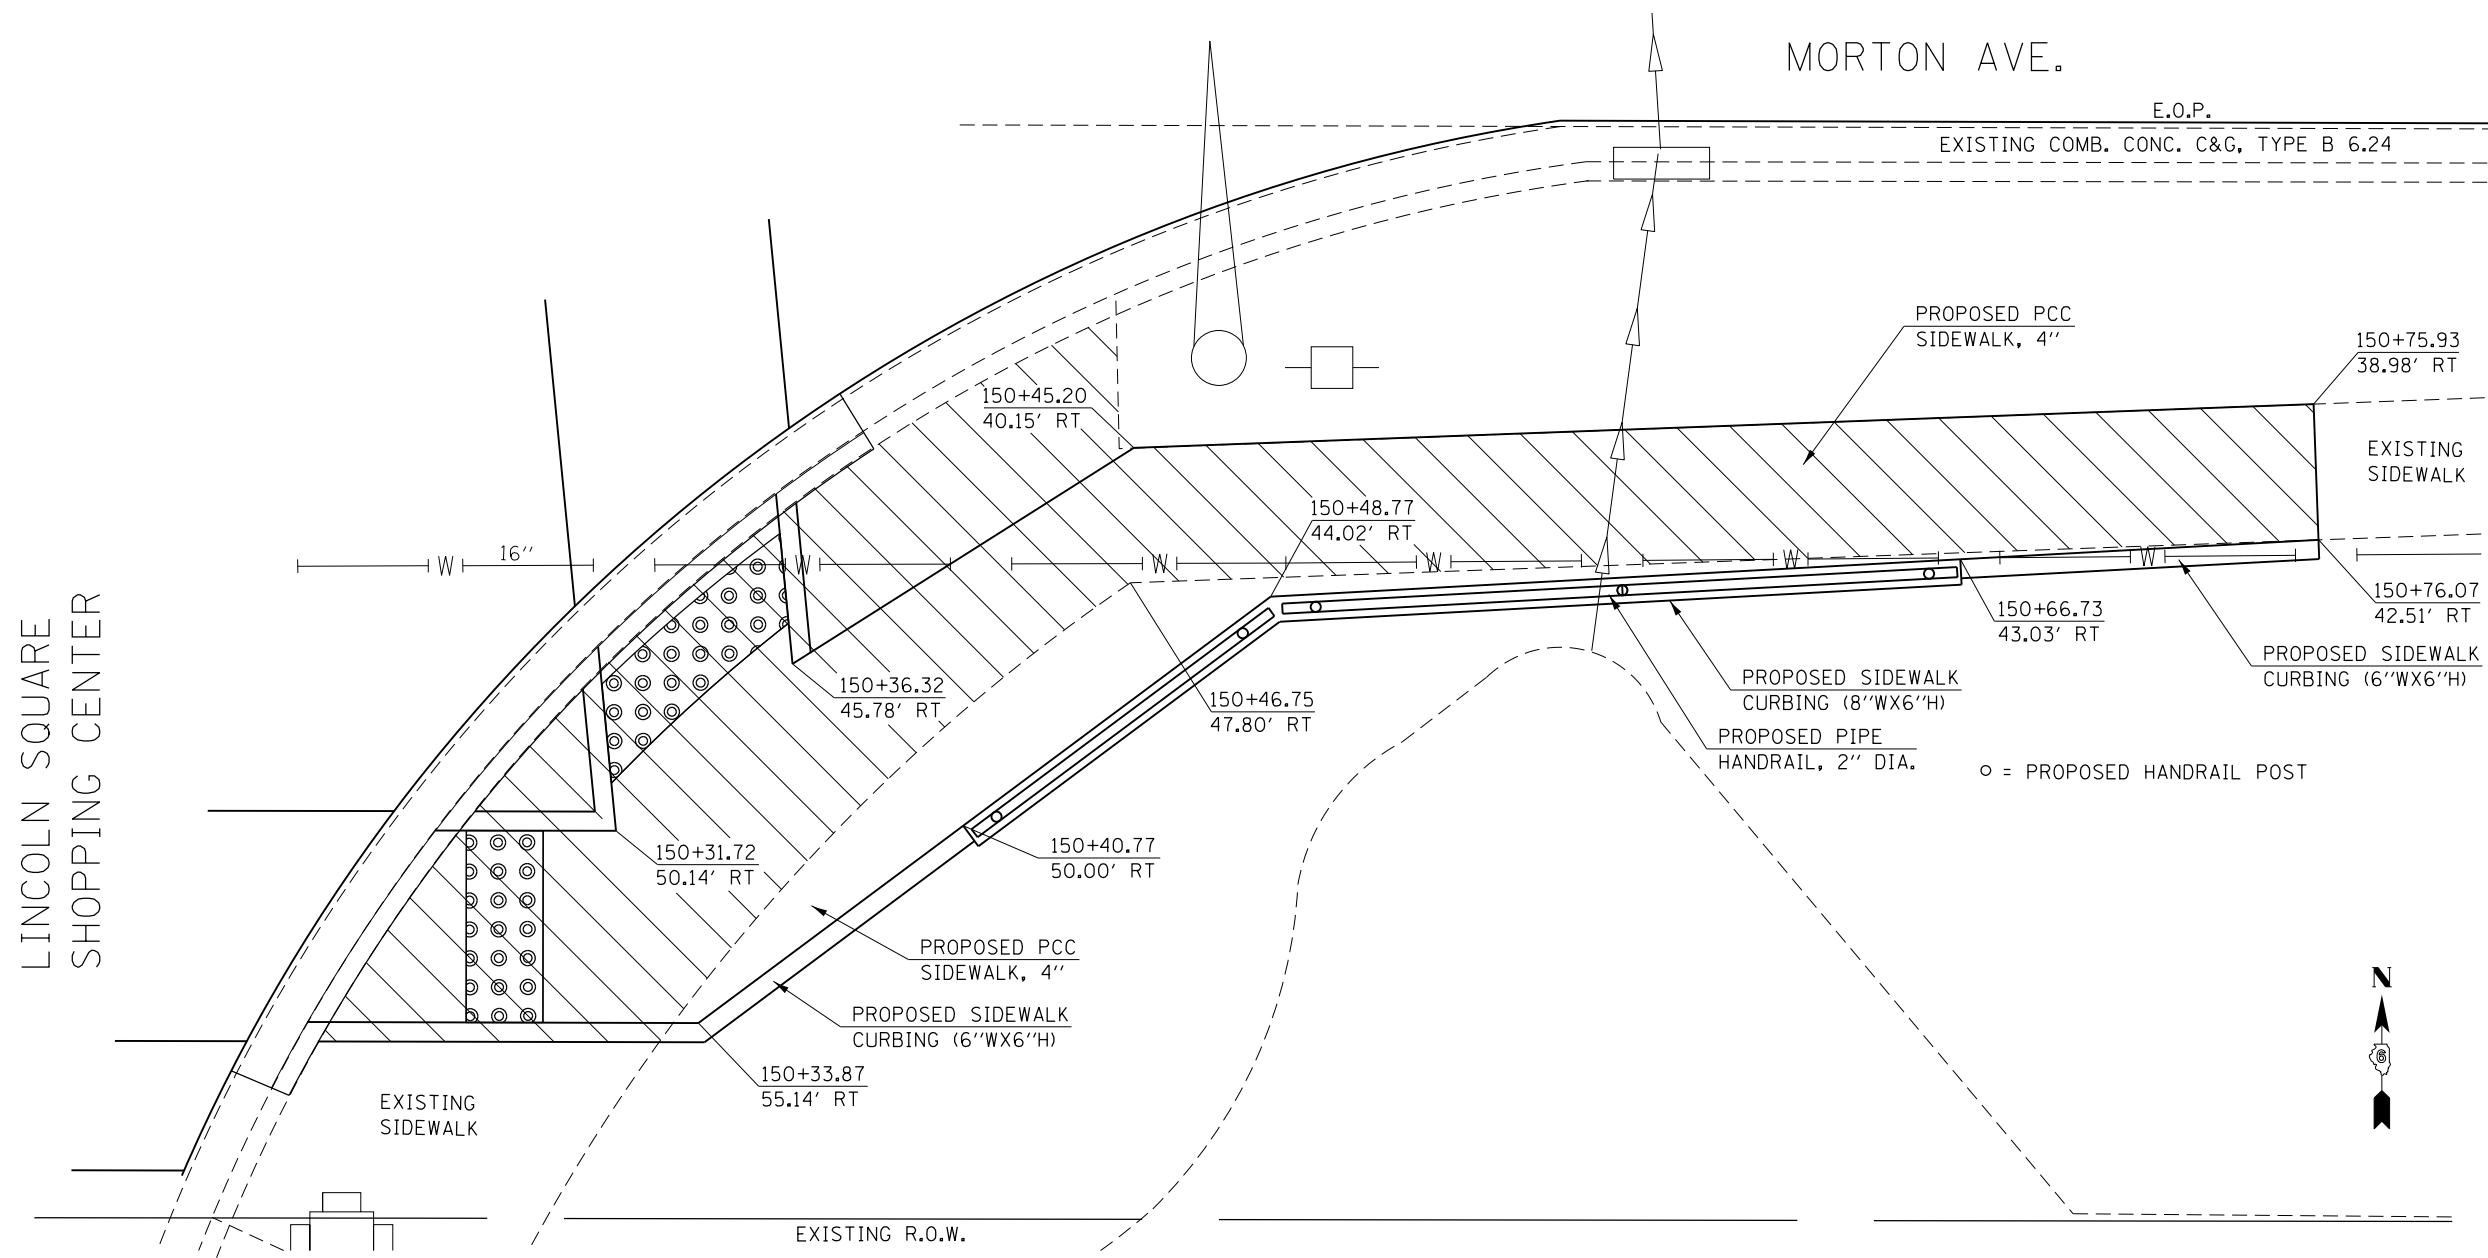 MORTON AVE.
E.O.P.
EXISTING COMB. CONC. C&G, TYPE B 6.24
PROPOSED PCC
SIDEWALK, 4''
150+75.93
38.98' RT
150+45.20
40.15' RT
EXISTING
SIDEWALK
150+48.77
44.02' RT
W
16''
W
W
W
W
W
150+76.07
42.51' RT
150+66.73
43.03' RT
LINCOLN SQUARE
SHOPPING CENTER
PROPOSED SIDEWALK
CURBING (6''WX6''H)
150+36.32
45.78' RT
150+46.75
47.80' RT
PROPOSED SIDEWALK
CURBING (8''WX6''H)
PROPOSED PIPE
HANDRAIL, 2'' DIA.
= PROPOSED HANDRAIL POST
150+31.72
50.14' RT
150+40.77
50.00' RT
PROPOSED PCC
SIDEWALK, 4''
N
PROPOSED SIDEWALK
CURBING (6''WX6''H)
6
150+33.87
55.14' RT
EXISTING
SIDEWALK
EXISTING R.O.W.